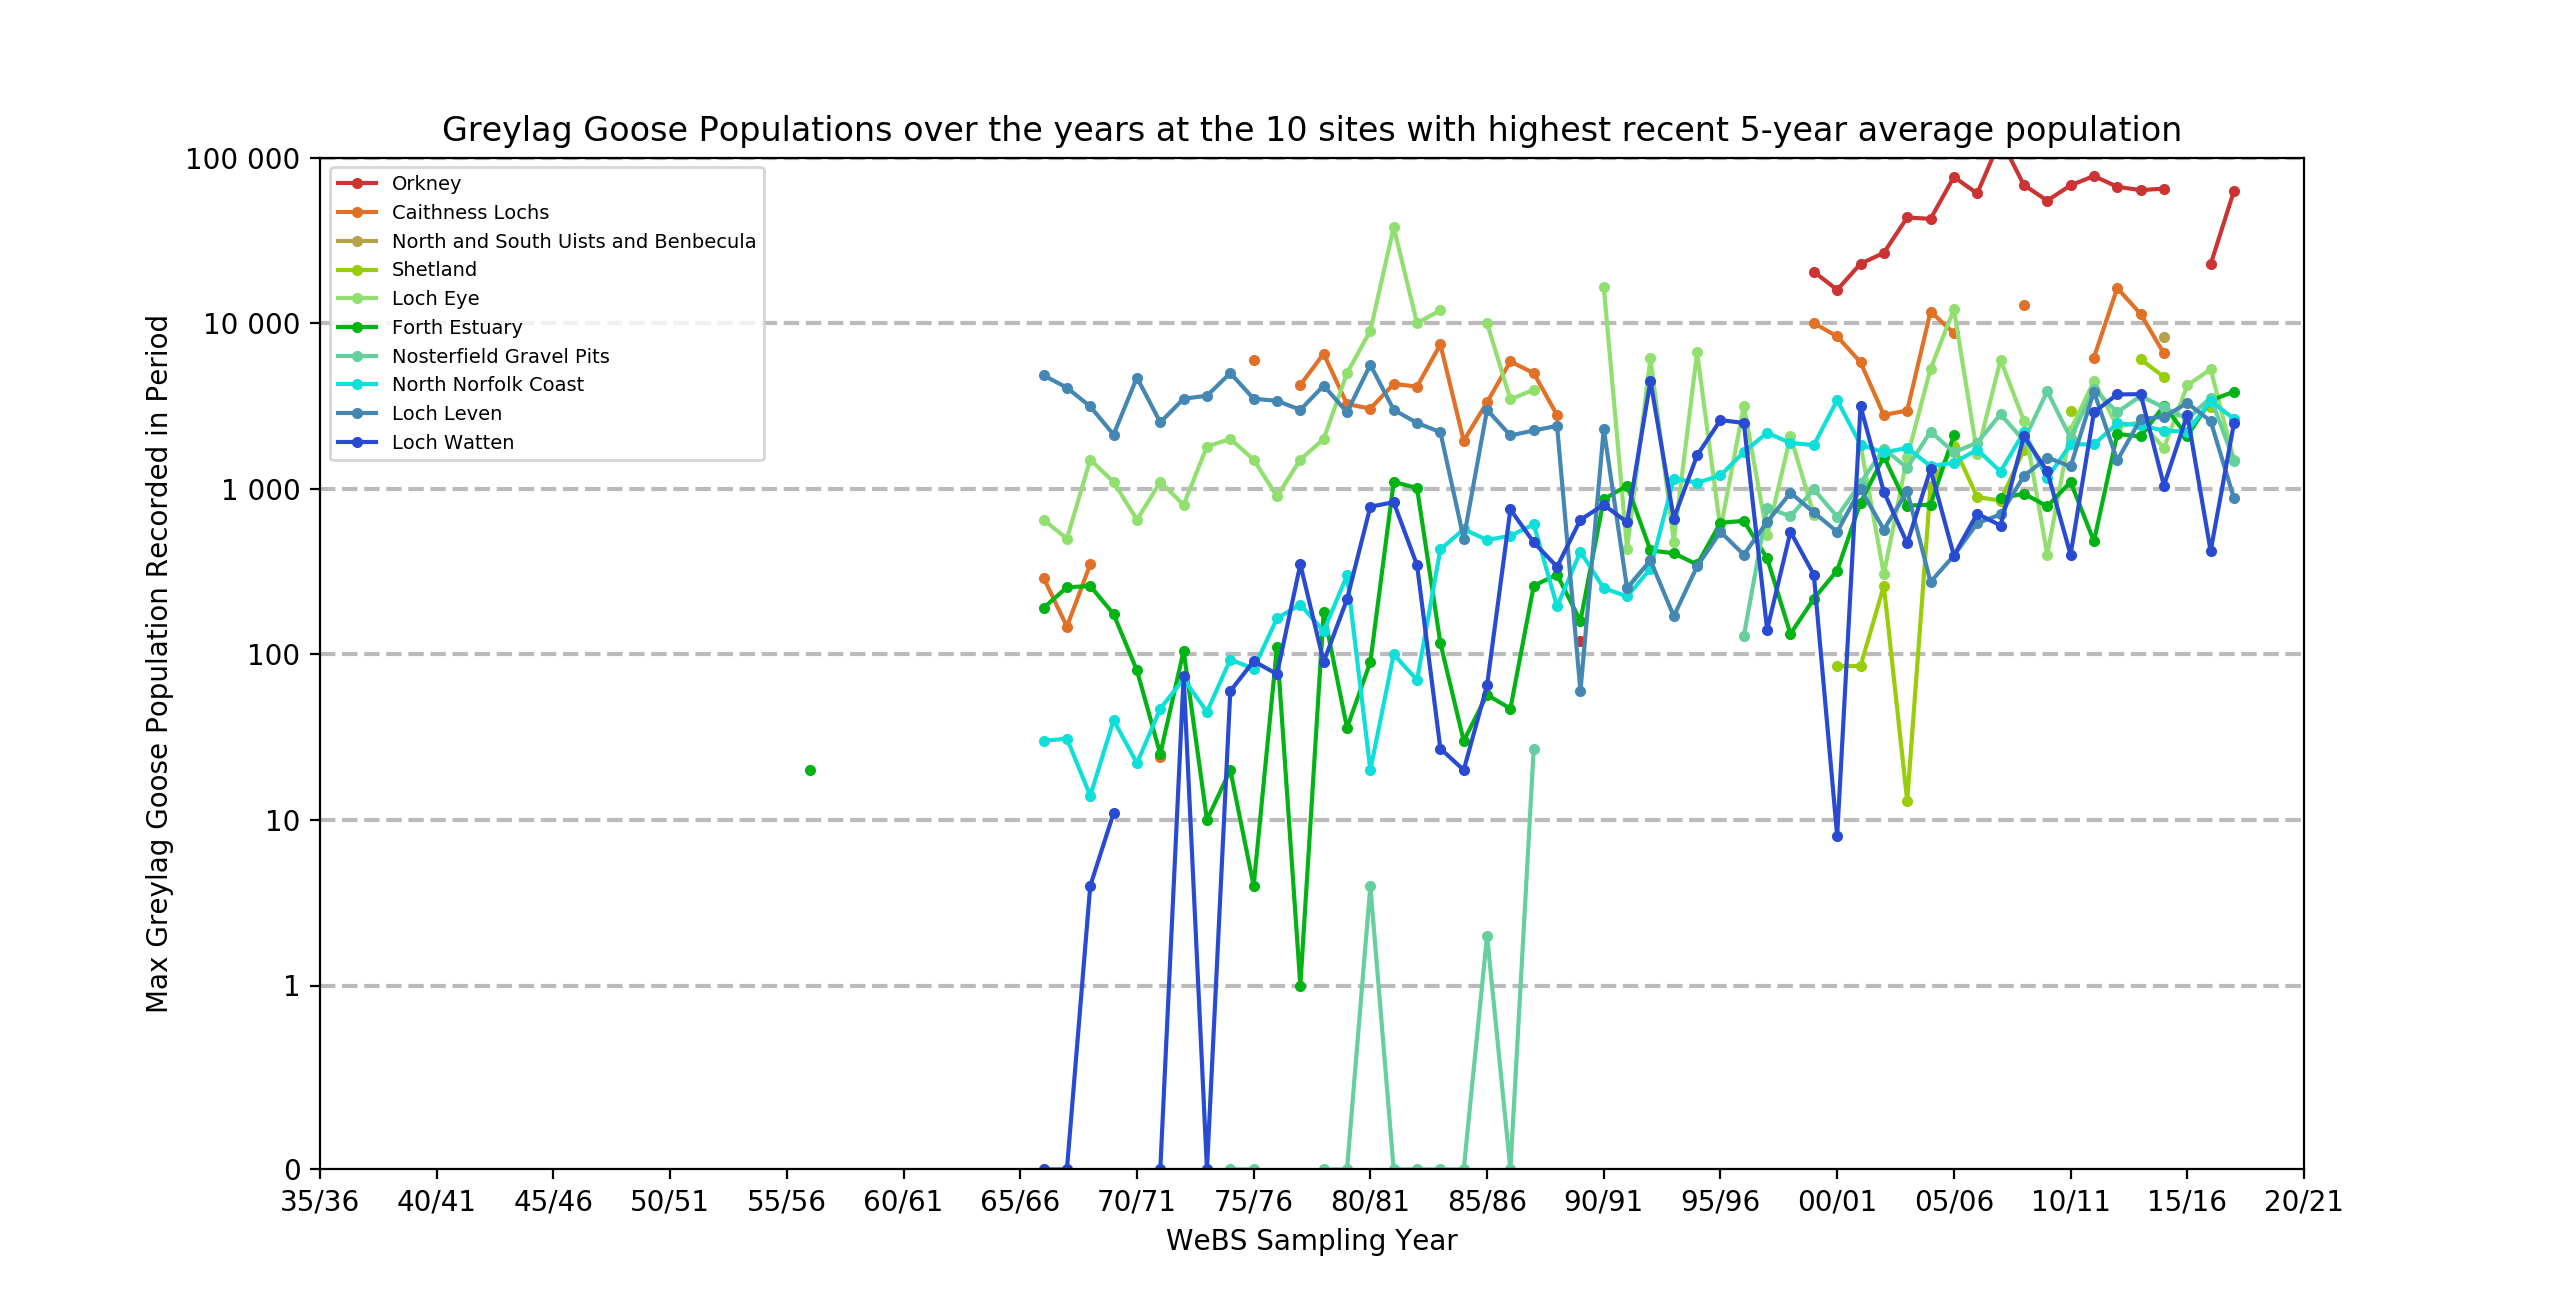 Greylag Goose Populations over the years at the 10 sites with highest recent 5-year average population
100 000
10 000
1 000
100
10
1
0
Max Greylag Goose Population Recorded in Period
Orkney
Caithness Lochs
North and South Uists and Benbecula
Shetland
Loch Eye
Forth Estuary
Nosterfield Gravel Pits
North Norfolk Coast
Loch Leven
Loch Watten
35/36 40/41 45/46 50/51 55/56 60/61 65/66 70/71 75/76 80/81 85/86 90/91 95/96 00/01 05/06 10/11 15/16 20/21
WeBS Sampling Year